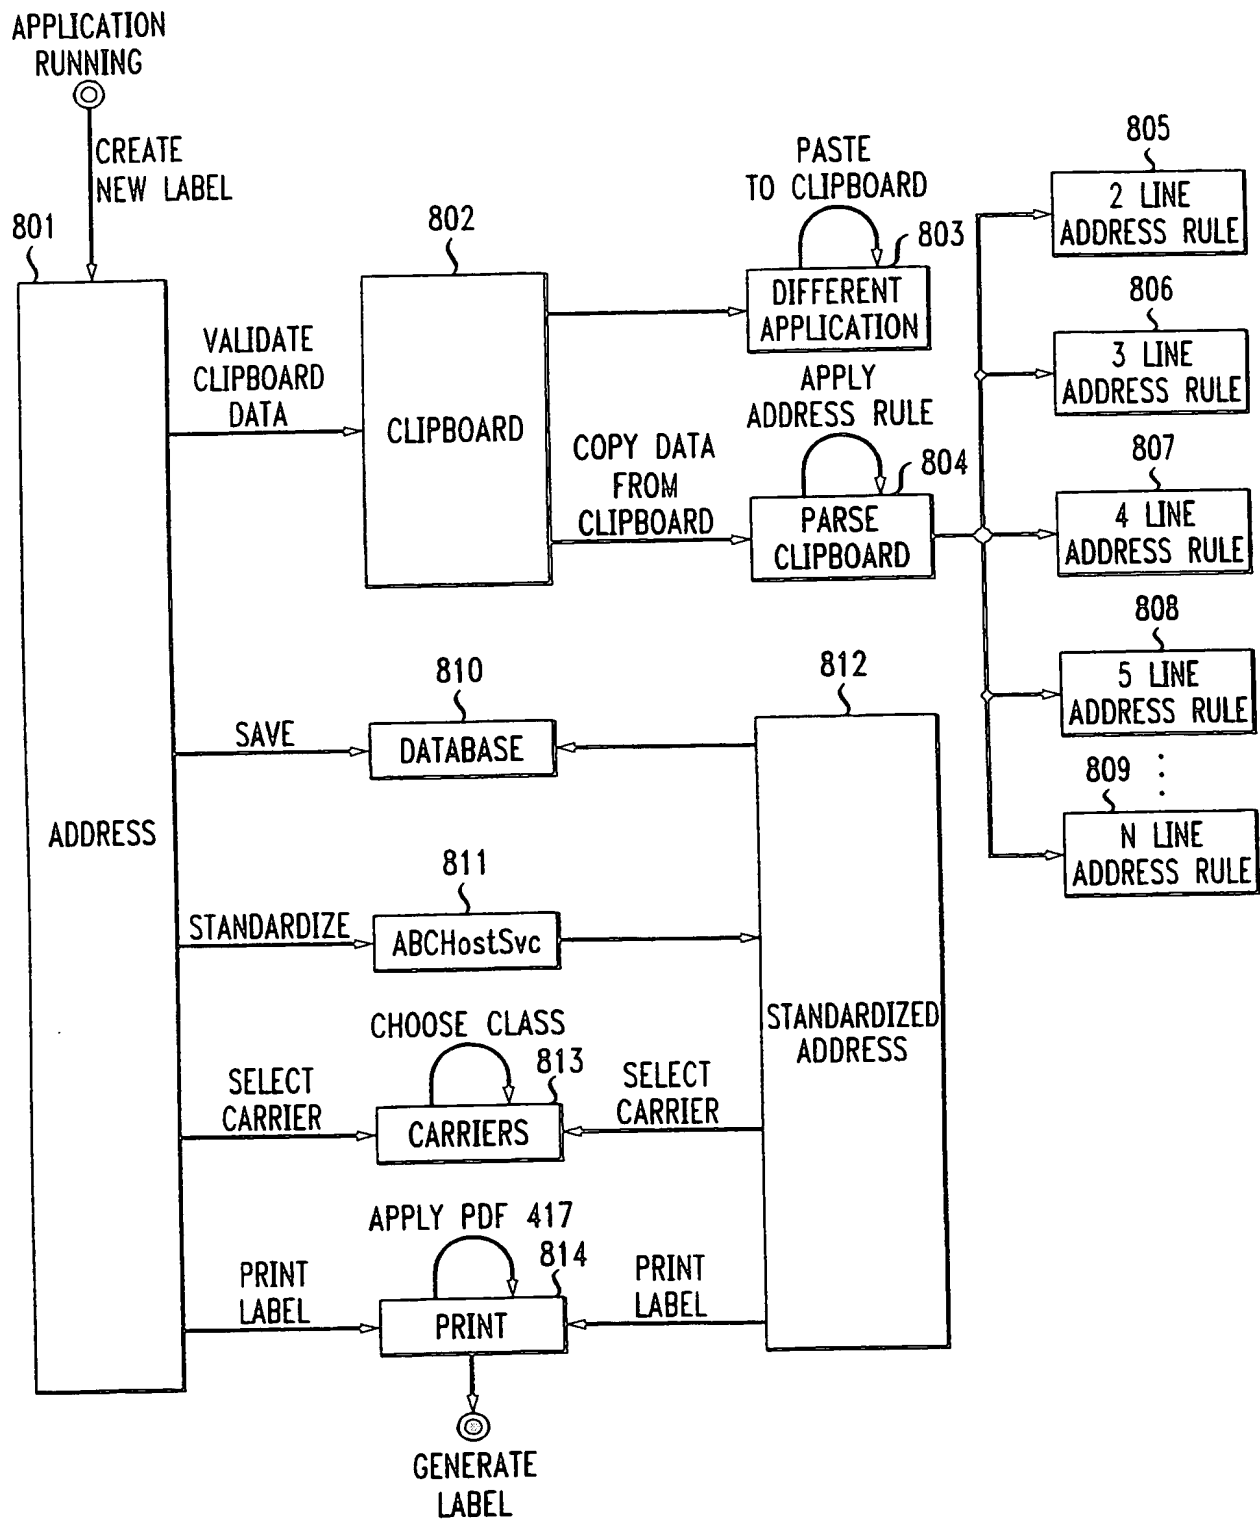 APPLICATION
RUNNING
CREATE
NEW LABEL
801
802
PASTE
TO CLIPBOARD
803
DIFFERENT
APPLICATION
805
2 LINE
ADDRESS RULE
806
3 LINE
ADDRESS RULE
VALIDATE
CLIPBOARD
DATA
CLIPBOARD
APPLY
ADDRESS RULE
COPY DATA
FROM
CLIPBOARD
804
PARSE
CLIPBOARD
807
4 LINE
ADDRESS RULE
808
5 LINE
ADDRESS RULE
809
N LINE
ADDRESS RULE
ADDRESS
SAVE
810
DATABASE
812
STANDARDIZE
811
ABCHostSvc
STANDARDIZED
ADDRESS
CHOOSE CLASS
813
SELECT
CARRIER
CARRIERS
SELECT
CARRIER
APPLY PDF 417
814
PRINT
LABEL
PRINT
PRINT
LABEL
GENERATE
LABEL